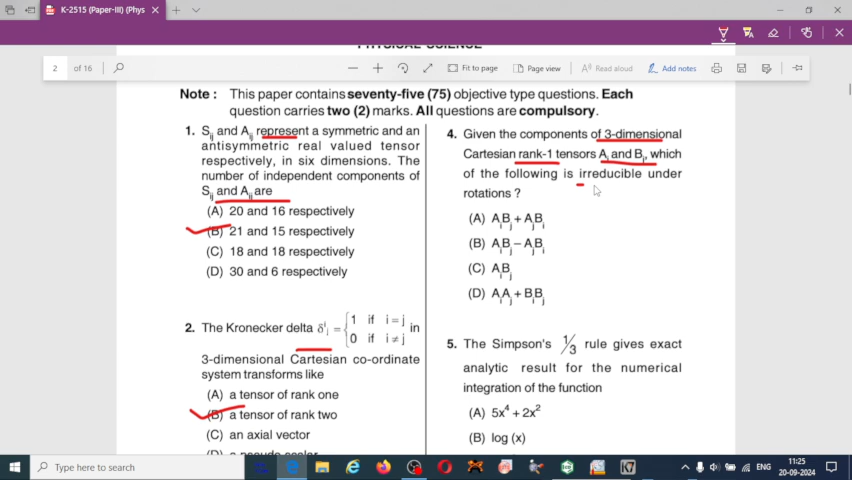 K-2515 (Paper-III) (Phys
2 of 16
Fit to page
Page view
Read aloud
Add notes
PHYSICAL SCIENCE
Note : This paper contains seventy-five (75) objective type questions. Each
question carries two (2) marks. All questions are compulsory.
1. Sij and Aij represent a symmetric and an
antisymmetric real valued tensor
respectively, in six dimensions. The
number of independent components of
Sij and Aij are
(A) 20 and 16 respectively
(B) 21 and 15 respectively
(C) 18 and 18 respectively
(D) 30 and 6 respectively
2. The Kronecker delta δij = { 1 if i = j
0 if i ≠ j in
3-dimensional Cartesian co-ordinate
system transforms like
(A) a tensor of rank one
(B) a tensor of rank two
(C) an axial vector
(D) a pseudo scalar
4. Given the components of 3-dimensional
Cartesian rank-1 tensors Ai and Bj, which
of the following is irreducible under
rotations ?
(A) AiBj + AjBi
(B) AiBj − AjBi
(C) AiBj
(D) AiAj + BiBj
5. The Simpson's 1/3 rule gives exact
analytic result for the numerical
integration of the function
(A) 5x⁴ + 2x²
(B) log (x)
Type here to search
ENG
11:25
20-09-2024